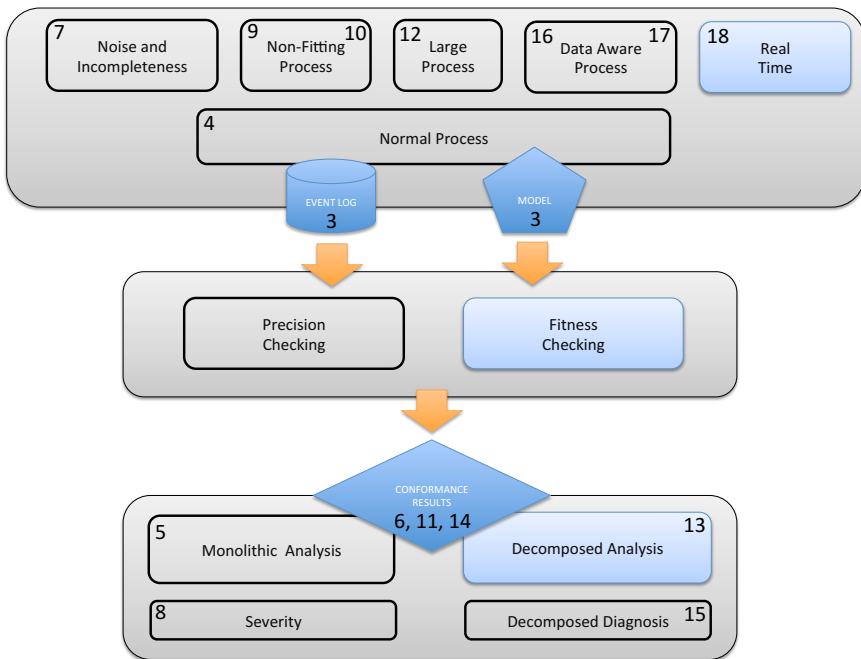 7
Noise and
Incompleteness
9
10
Non-Fitting
Process
12
Large
Process
16
17
Data Aware
Process
18
Real
Time
4
Normal Process
EVENT LOG
3
MODEL
3
Precision
Checking
Fitness
Checking
CONFORMANCE
RESULTS
6, 11, 14
5
Monolithic Analysis
13
Decomposed Analysis
8
Severity
Decomposed Diagnosis
15